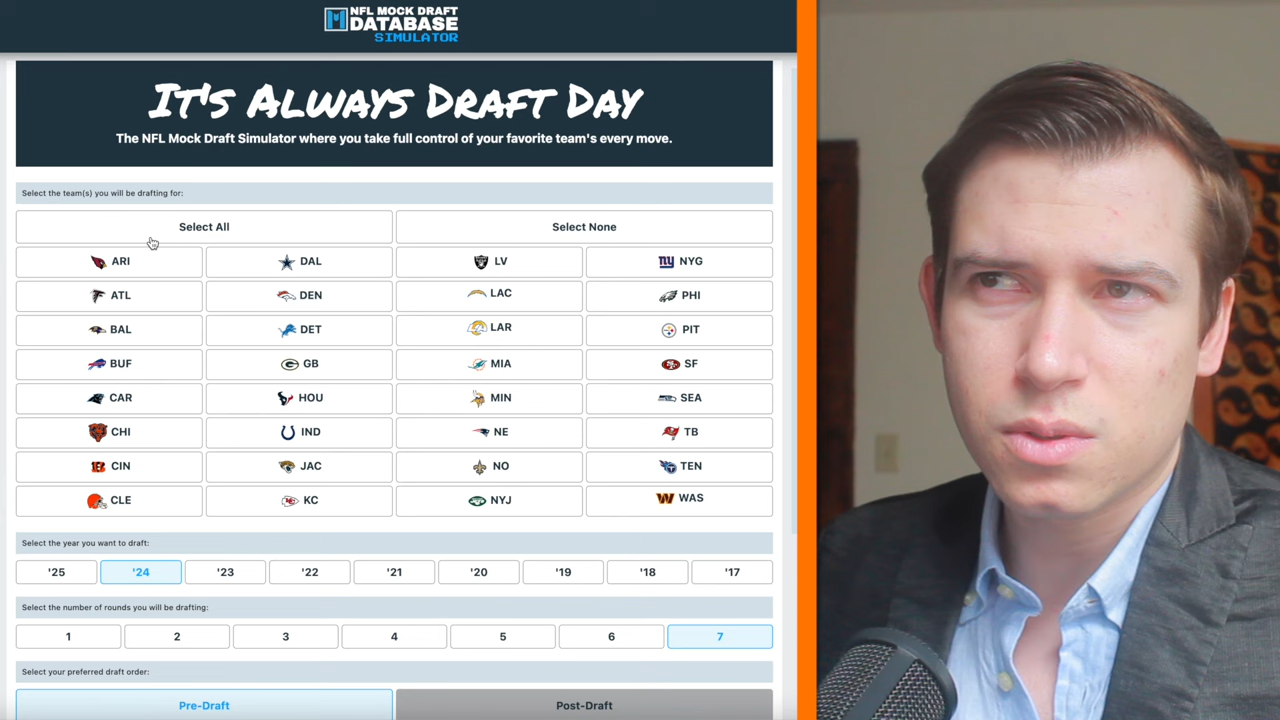 NFL MOCK DRAFT
DATABASE
SIMULATOR
IT'S ALWAYS DRAFT DAY
The NFL Mock Draft Simulator where you take full control of your favorite team's every move.
Select the team(s) you will be drafting for:
Select All Select None
ARI DAL LV NYG
ATL DEN LAC PHI
BAL DET LAR PIT
BUF GB MIA SF
CAR HOU MIN SEA
CHI IND NE TB
CIN JAC NO TEN
CLE KC NYJ WAS
Select the year you want to draft:
'25 '24 '23 '22 '21 '20 '19 '18 '17
Select the number of rounds you will be drafting:
1 2 3 4 5 6 7
Select your preferred draft order:
Pre-Draft Post-Draft